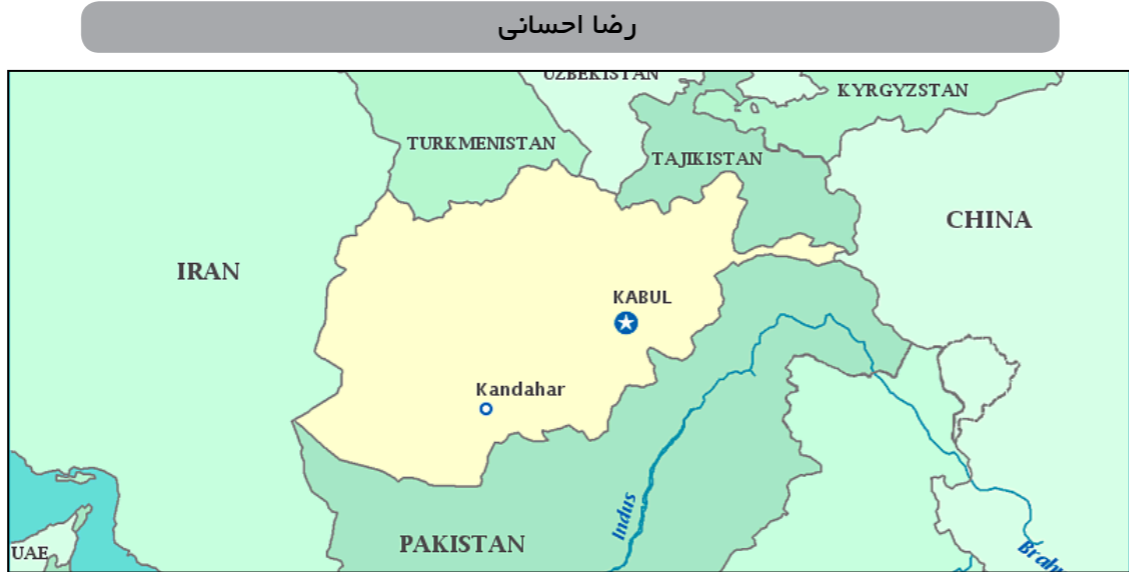 رضا احسانی
UZBEKISTAN
KYRGYZSTAN
TURKMENISTAN
TAJIKISTAN
CHINA
IRAN
KABUL
Kandahar
Indus
PAKISTAN
UAE